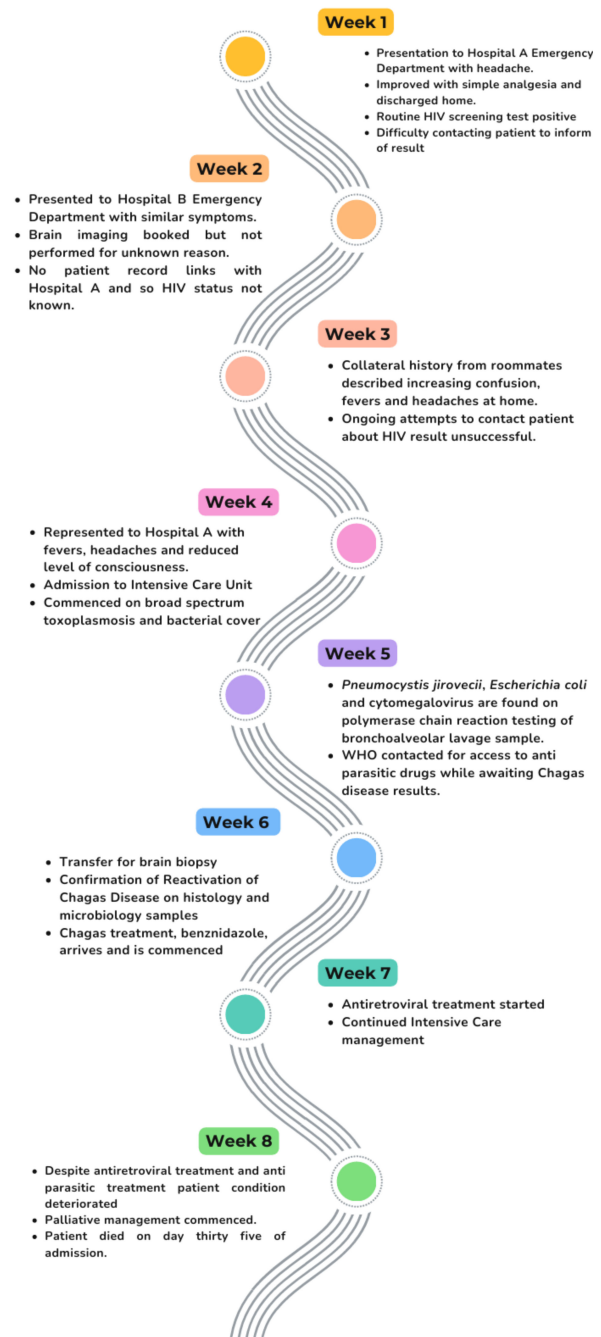 Week 1
• Presentation to Hospital A Emergency
Department with headache.
• Improved with simple analgesia and
discharged home.
• Routine HIV screening test positive
• Difficulty contacting patient to inform
of result
Week 2
• Presented to Hospital B Emergency
Department with similar symptoms.
• Brain imaging booked but not
performed for unknown reason.
• No patient record links with
Hospital A and so HIV status not
known.
Week 3
• Collateral history from roommates
described increasing confusion,
fevers and headaches at home.
• Ongoing attempts to contact patient
about HIV result unsuccessful.
Week 4
• Represented to Hospital A with
fevers, headaches and reduced
level of consciousness.
• Admission to Intensive Care Unit
• Commenced on broad spectrum
toxoplasmosis and bacterial cover
Week 5
• Pneumocystis jirovecii, Escherichia coli
and cytomegalovirus are found on
polymerase chain reaction testing of
bronchoalveolar lavage sample.
• WHO contacted for access to anti
parasitic drugs while awaiting Chagas
disease results.
Week 6
• Transfer for brain biopsy
• Confirmation of Reactivation of
Chagas Disease on histology and
microbiology samples
• Chagas treatment, benznidazole,
arrives and is commenced
Week 7
• Antiretroviral treatment started
• Continued Intensive Care
management
Week 8
• Despite antiretroviral treatment and anti
parasitic treatment patient condition
deteriorated
• Palliative management commenced.
• Patient died on day thirty five of
admission.